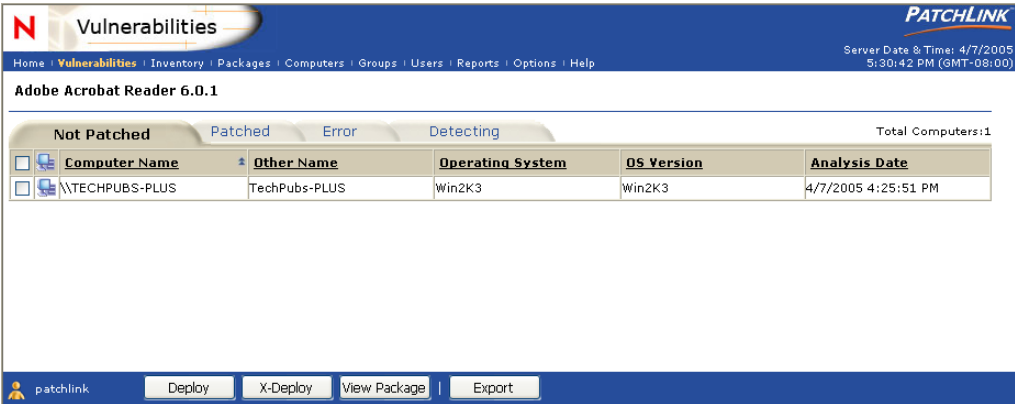 N Vulnerabilities PATCHLINK
Server Date & Time: 4/7/2005
5:30:42 PM (GMT-08:00)
Home | Vulnerabilities | Inventory | Packages | Computers | Groups | Users | Reports | Options | Help
Adobe Acrobat Reader 6.0.1
Not Patched Patched Error Detecting Total Computers:1
Computer Name Other Name Operating System OS Version Analysis Date
\\TECHPUBS-PLUS TechPubs-PLUS Win2K3 Win2K3 4/7/2005 4:25:51 PM
patchlink Deploy X-Deploy View Package | Export